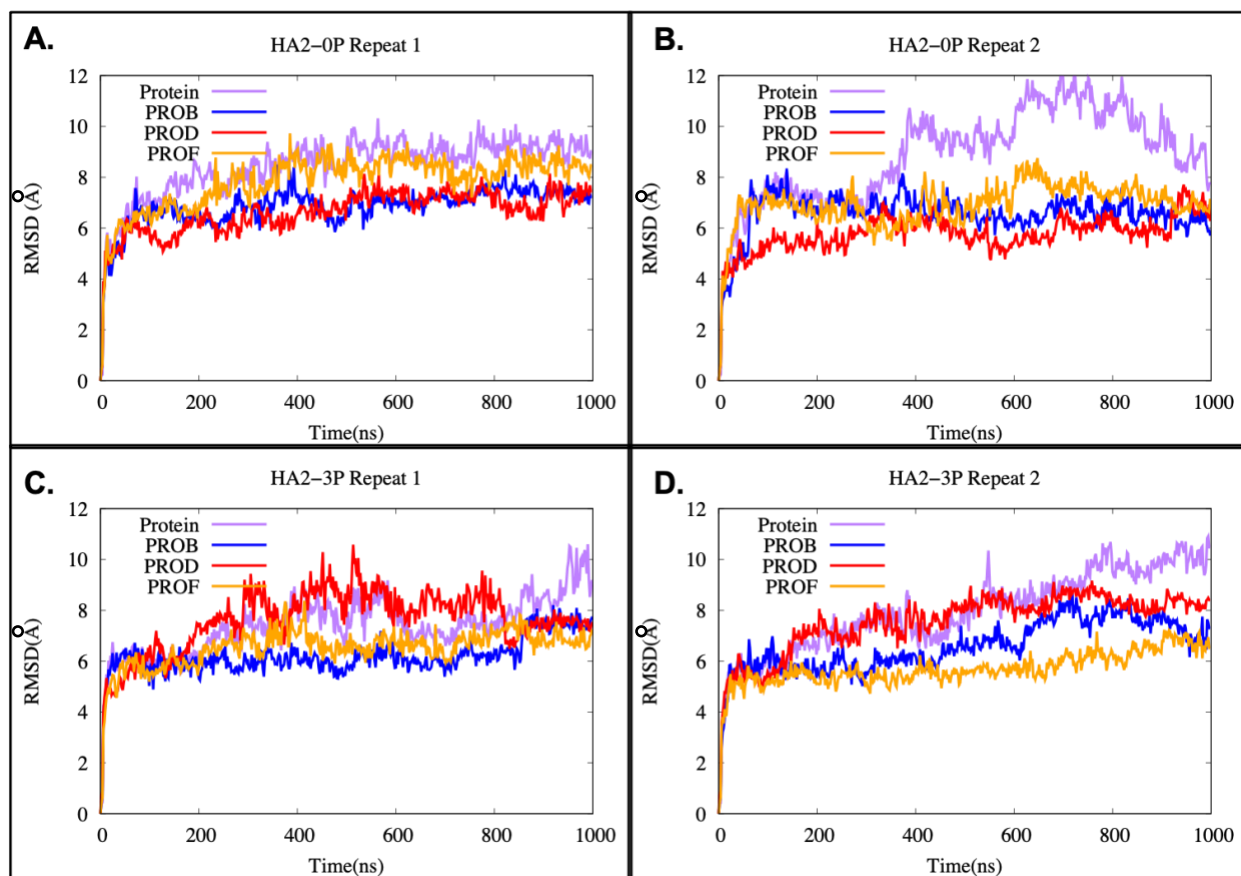 A.
HA2−0P Repeat 1
Protein
PROB
PROD
PROF
RMSD (Å)
12
10
8
6
4
2
0
0 200 400 600 800 1000
Time(ns)
B.
HA2−0P Repeat 2
Protein
PROB
PROD
PROF
RMSD (Å)
12
10
8
6
4
2
0
0 200 400 600 800 1000
Time(ns)
C.
HA2−3P Repeat 1
Protein
PROB
PROD
PROF
RMSD(Å)
12
10
8
6
4
2
0
0 200 400 600 800 1000
Time(ns)
D.
HA2−3P Repeat 2
Protein
PROB
PROD
PROF
RMSD(Å)
12
10
8
6
4
2
0
0 200 400 600 800 1000
Time(ns)